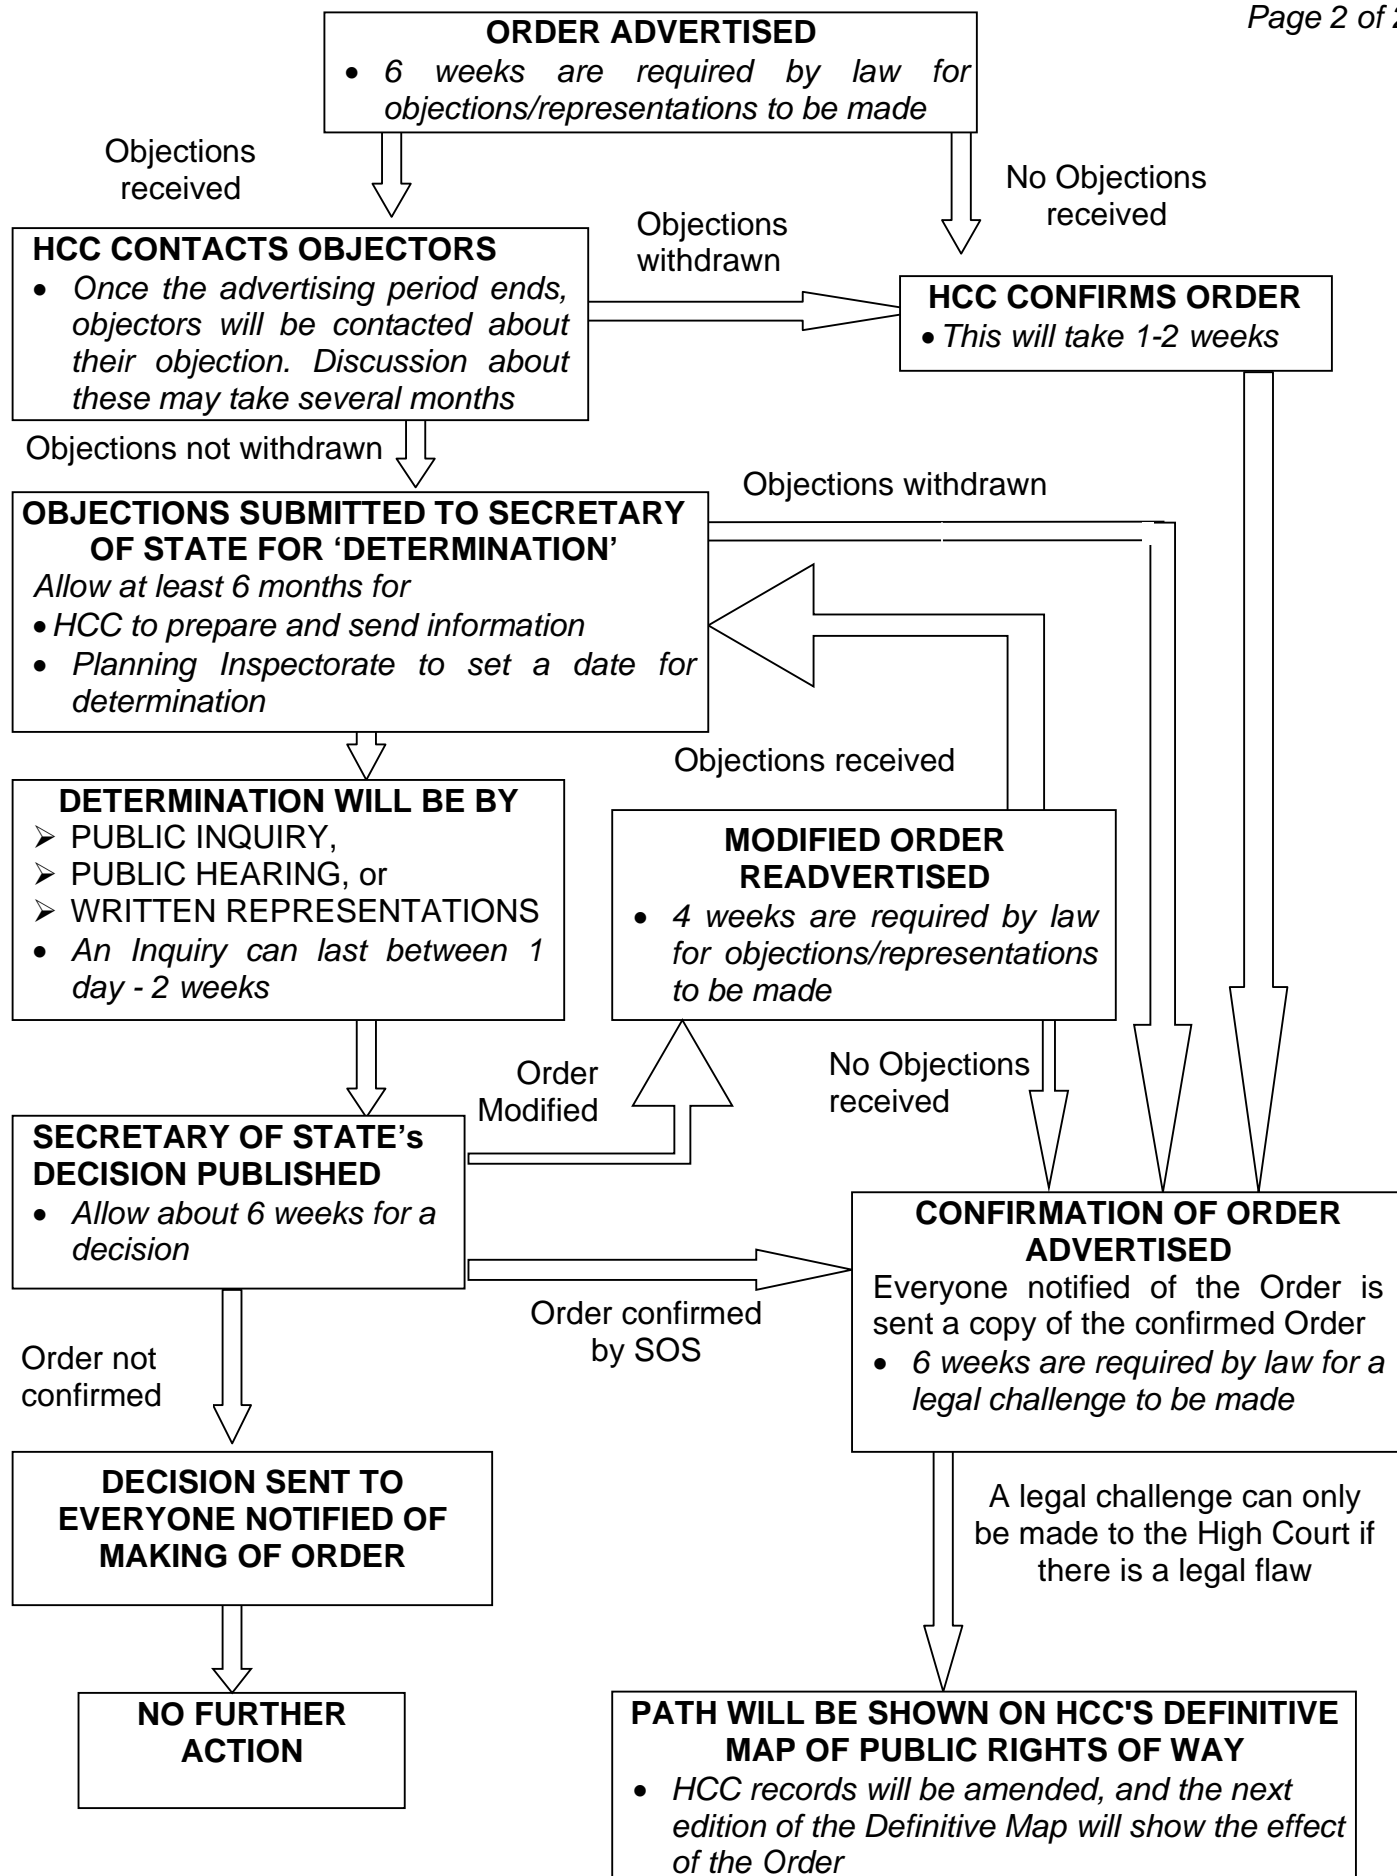 Page 2 of 2
ORDER ADVERTISED
• 6 weeks are required by law for
objections/representations to be made
Objections
received
No Objections
received
HCC CONTACTS OBJECTORS
• Once the advertising period ends,
objectors will be contacted about
their objection. Discussion about
these may take several months
Objections
withdrawn
HCC CONFIRMS ORDER
• This will take 1-2 weeks
Objections not withdrawn
OBJECTIONS SUBMITTED TO SECRETARY
OF STATE FOR ‘DETERMINATION’
Allow at least 6 months for
• HCC to prepare and send information
• Planning Inspectorate to set a date for
determination
Objections withdrawn
Objections received
DETERMINATION WILL BE BY
➢ PUBLIC INQUIRY,
➢ PUBLIC HEARING, or
➢ WRITTEN REPRESENTATIONS
• An Inquiry can last between 1
day - 2 weeks
MODIFIED ORDER
READVERTISED
• 4 weeks are required by law
for objections/representations
to be made
Order
Modified
No Objections
received
SECRETARY OF STATE's
DECISION PUBLISHED
• Allow about 6 weeks for a
decision
Order confirmed
by SOS
CONFIRMATION OF ORDER
ADVERTISED
Everyone notified of the Order is
sent a copy of the confirmed Order
• 6 weeks are required by law for a
legal challenge to be made
Order not
confirmed
DECISION SENT TO
EVERYONE NOTIFIED OF
MAKING OF ORDER
A legal challenge can only
be made to the High Court if
there is a legal flaw
NO FURTHER
ACTION
PATH WILL BE SHOWN ON HCC'S DEFINITIVE
MAP OF PUBLIC RIGHTS OF WAY
• HCC records will be amended, and the next
edition of the Definitive Map will show the effect
of the Order